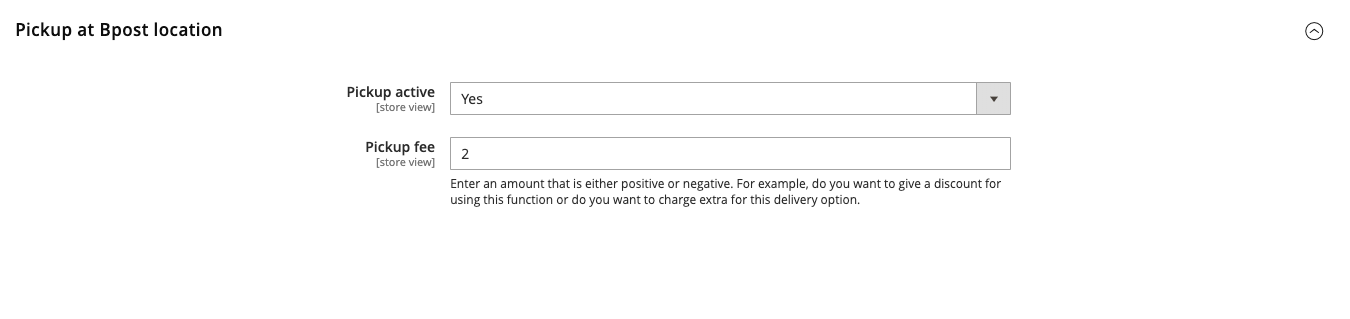 Pickup at Bpost location
Pickup active
[store view]
Yes
Pickup fee
[store view]
2
Enter an amount that is either positive or negative. For example, do you want to give a discount for
using this function or do you want to charge extra for this delivery option.